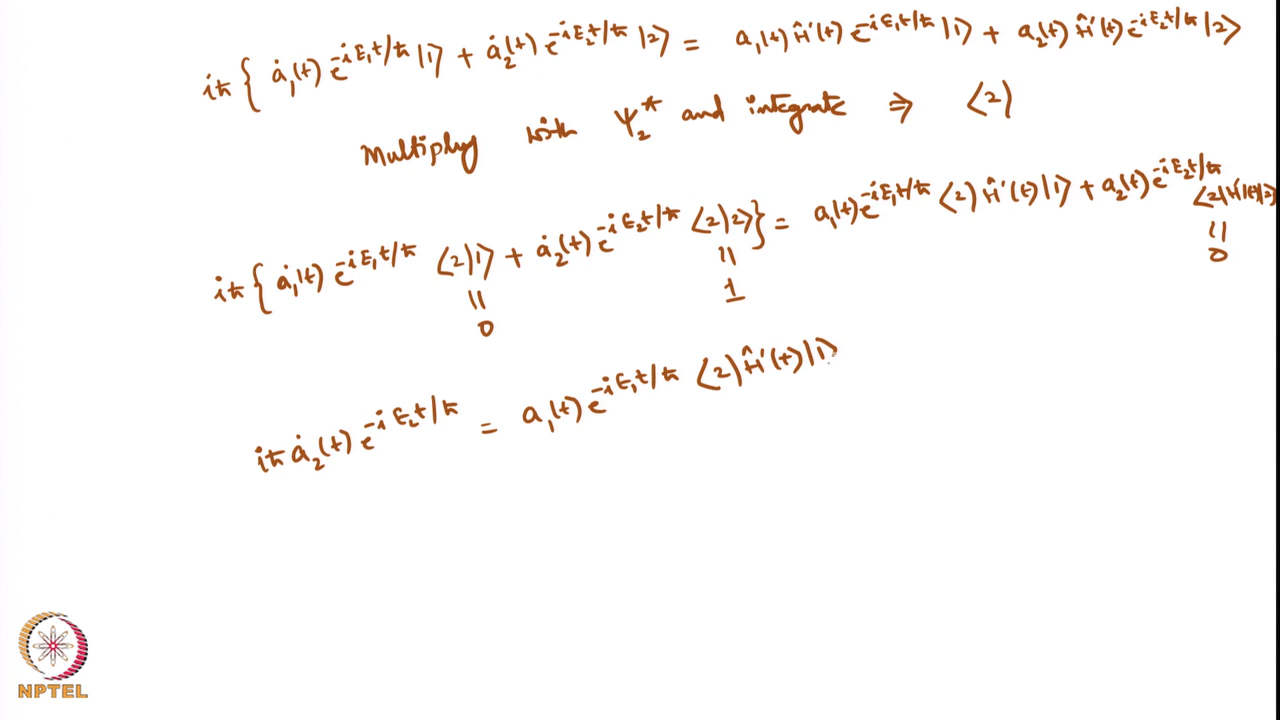 iħ { ȧ₁(t) e^{-iE₁t/ħ} |1⟩ + ȧ₂(t) e^{-iE₂t/ħ} |2⟩ = a₁(t) Ĥ'(t) e^{-iE₁t/ħ} |1⟩ + a₂(t) Ĥ'(t) e^{-iE₂t/ħ} |2⟩
Multiply with Ψ₂* and integrate ⇒ ⟨2|
iħ { ȧ₁(t) e^{-iE₁t/ħ} ⟨2|1⟩ + ȧ₂(t) e^{-iE₂t/ħ} ⟨2|2⟩ } = a₁(t) e^{-iE₁t/ħ} ⟨2| Ĥ'(t) |1⟩ + a₂(t) e^{-iE₂t/ħ} ⟨2|Ĥ'(t)|2⟩
|| || ||
0 1 0
iħ ȧ₂(t) e^{-iE₂t/ħ} = a₁(t) e^{-iE₁t/ħ} ⟨2| Ĥ'(t) |1⟩
NPTEL